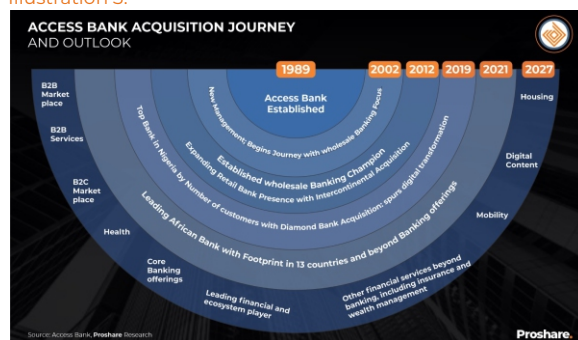 Illustration 3:
ACCESS BANK ACQUISITION JOURNEY
AND OUTLOOK
1989
2002
2012
2019
2021
2027
Access Bank
Established
New Management; Begins Journey with wholesale Banking Focus
Established wholesale Banking Champion
Expanding Retail Bank Presence with Intercontinental Acquisition
Top Bank in Nigeria by Number of customers with Diamond Bank Acquisition: spurs digital transformation
Leading African Bank with Footprint in 13 countries and beyond Banking offerings
B2B
Market
place
B2B
Services
B2C
Market
place
Health
Core
Banking
offerings
Leading financial and
ecosystem player
Other financial services beyond
banking, including insurance and
wealth management
Mobility
Digital
Content
Housing
Source: Access Bank, Proshare Research
Proshare.